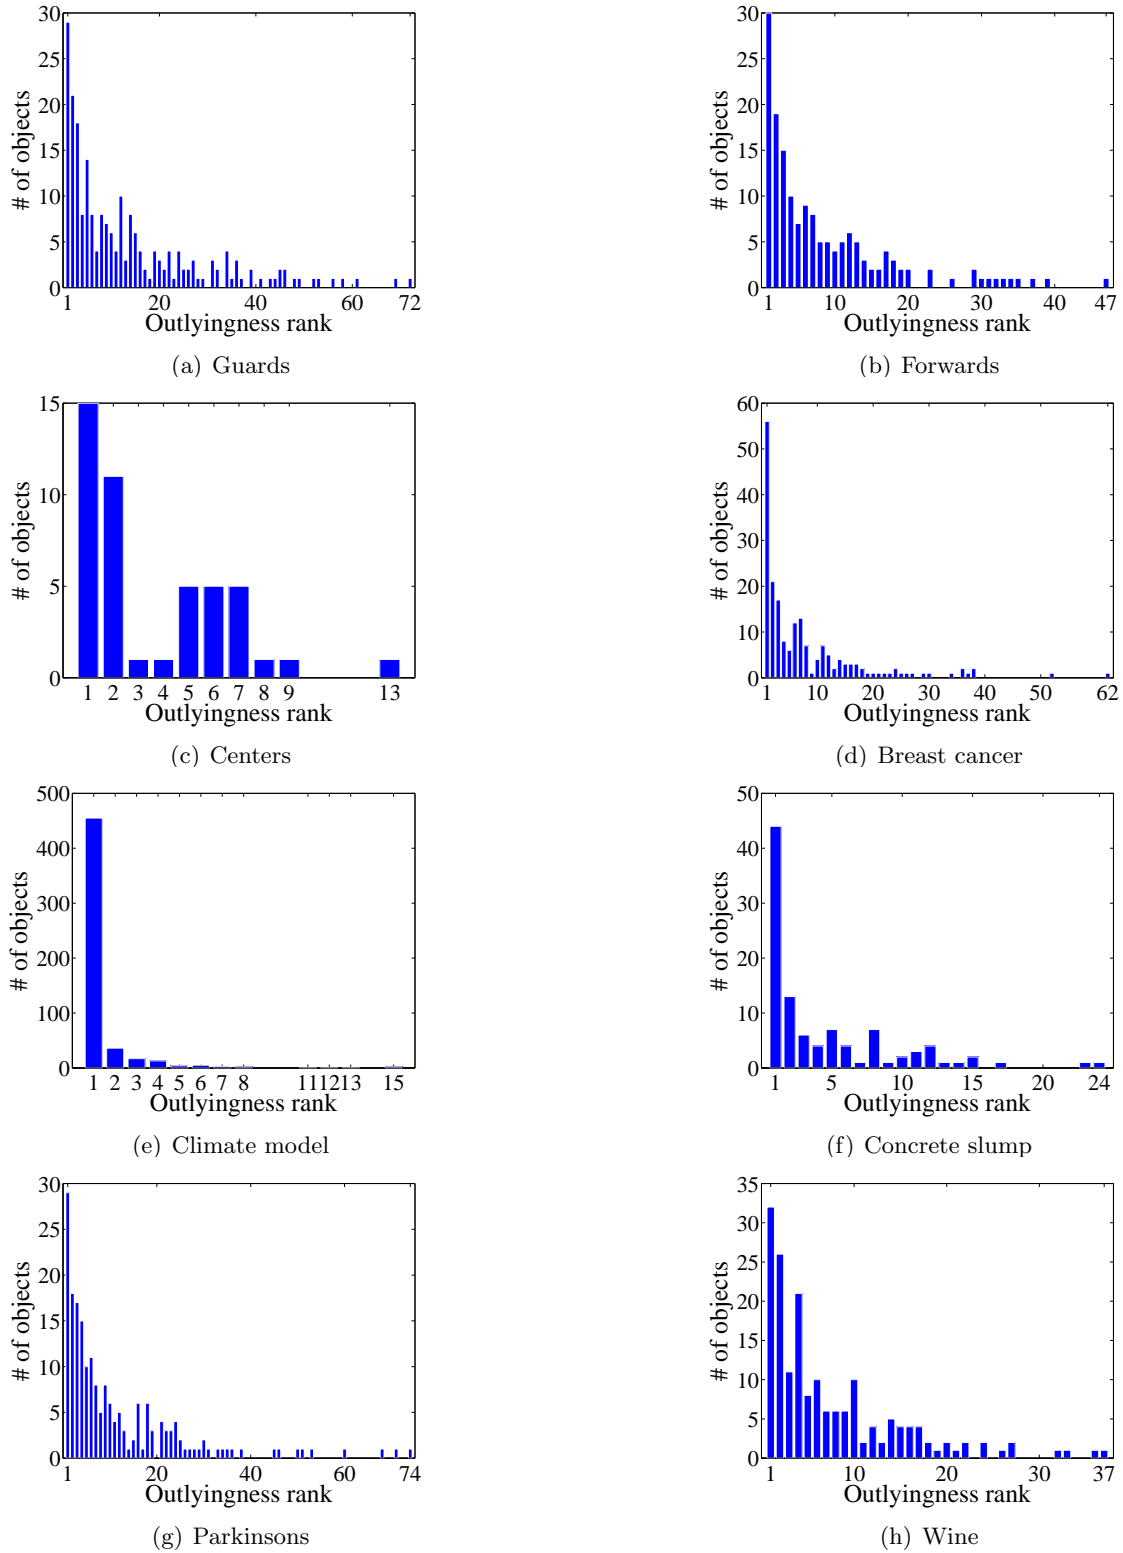 30
25
20
15
10
5
0
# of objects
1 20 40 60 72
Outlyingness rank
(a) Guards
30
25
20
15
10
5
0
# of objects
1 10 20 30 40 47
Outlyingness rank
(b) Forwards
15
10
5
0
# of objects
1 2 3 4 5 6 7 8 9 13
Outlyingness rank
(c) Centers
60
50
40
30
20
10
0
# of objects
1 10 20 30 40 50 62
Outlyingness rank
(d) Breast cancer
500
400
300
200
100
0
# of objects
1 2 3 4 5 6 7 8 11 12 13 15
Outlyingness rank
(e) Climate model
50
40
30
20
10
0
# of objects
1 5 10 15 20 24
Outlyingness rank
(f) Concrete slump
30
25
20
15
10
5
0
# of objects
1 20 40 60 74
Outlyingness rank
(g) Parkinsons
35
30
25
20
15
10
5
0
# of objects
1 10 20 30 37
Outlyingness rank
(h) Wine